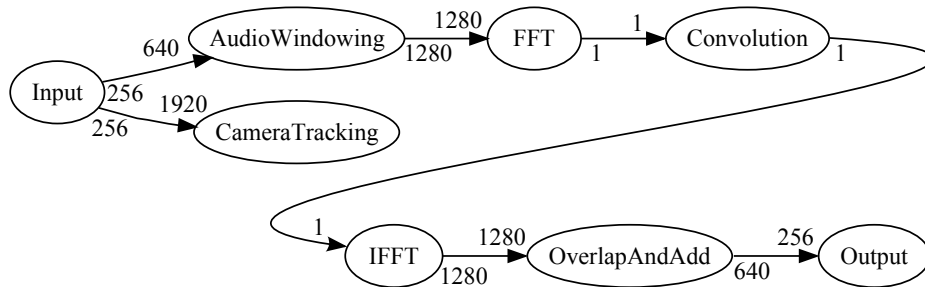 1280
1
640
AudioWindowing
FFT
Convolution
1280
1
1
Input
256
1920
256
CameraTracking
1
1280
256
IFFT
OverlapAndAdd
Output
1280
640